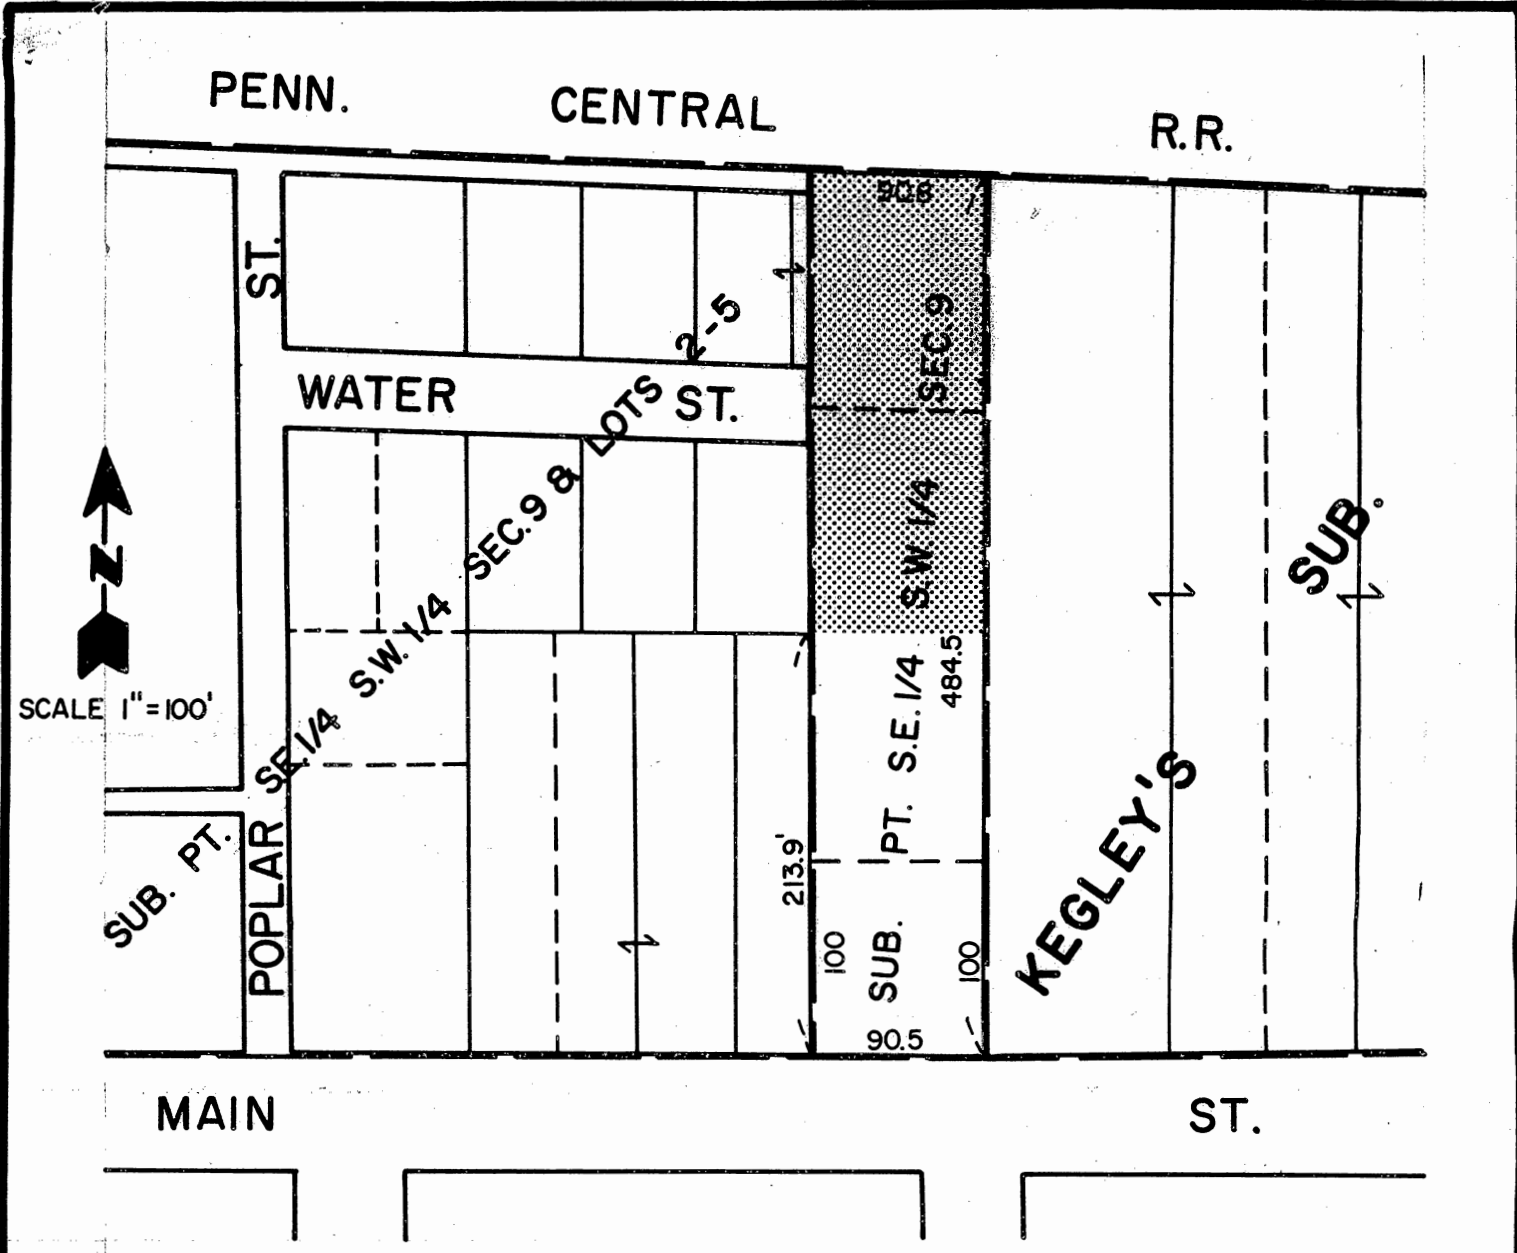 PENN. CENTRAL R.R.
90.8
ST.
SEC. 9
2-5
WATER ST.
LOTS
SEC. 9 &
S.W. 1/4
SE. 1/4
SUB. PT.
POPLAR
N
SCALE 1"=100'
S.W 1/4
484.5
PT. S.E. 1/4
213.9'
SUB.
100
100
90.5
KEGLEY'S SUB.
MAIN ST.